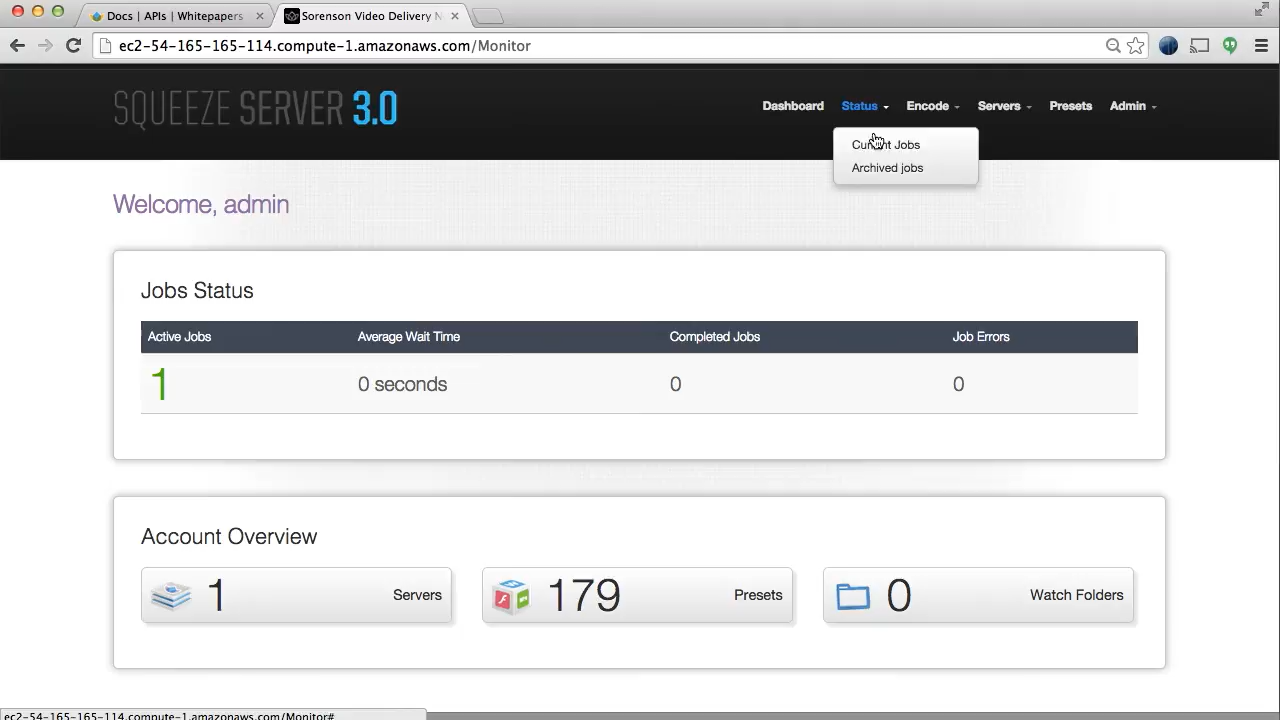 Docs | APIs | Whitepapers
Sorenson Video Delivery N
ec2-54-165-165-114.compute-1.amazonaws.com/Monitor
SQUEEZE SERVER 3.0
Dashboard Status Encode Servers Presets Admin
Current Jobs
Archived jobs
Welcome, admin
Jobs Status
Active Jobs Average Wait Time Completed Jobs Job Errors
1 0 seconds 0 0
Account Overview
1 Servers 179 Presets 0 Watch Folders
ec2-54-165-165-114.compute-1.amazonaws.com/Monitor#